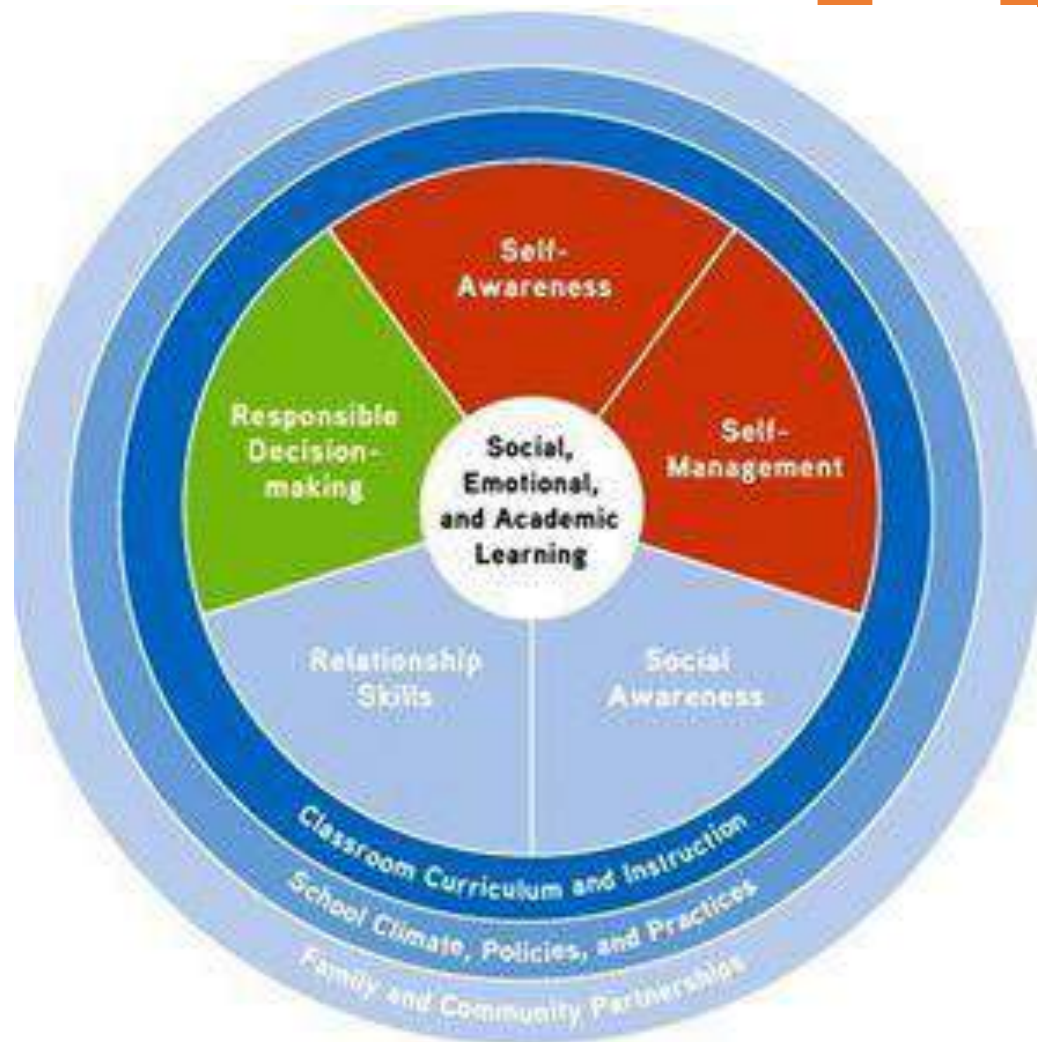 Self-
Awareness
Responsible
Decision-
making
Social,
Emotional,
and Academic
Learning
Self-
Management
Relationship
Skills
Social
Awareness
Classroom Curriculum and Instruction
School Climate, Policies, and Practices
Family and Community Partnerships